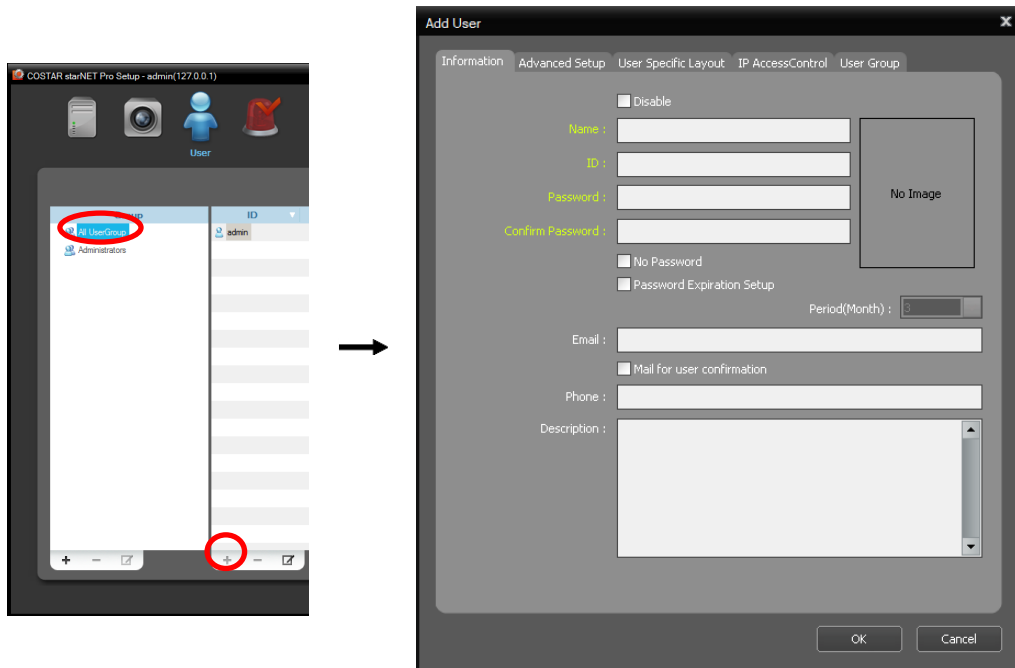 COSTAR starNET Pro Setup - admin(127.0.0.1)
User
ID
All UserGroup
admin
Administrators
Add User
Information Advanced Setup User Specific Layout IP AccessControl User Group
Disable
Name :
ID :
Password :
Confirm Password :
No Image
No Password
Password Expiration Setup
Period(Month) : 3
Email :
Mail for user confirmation
Phone :
Description :
OK Cancel